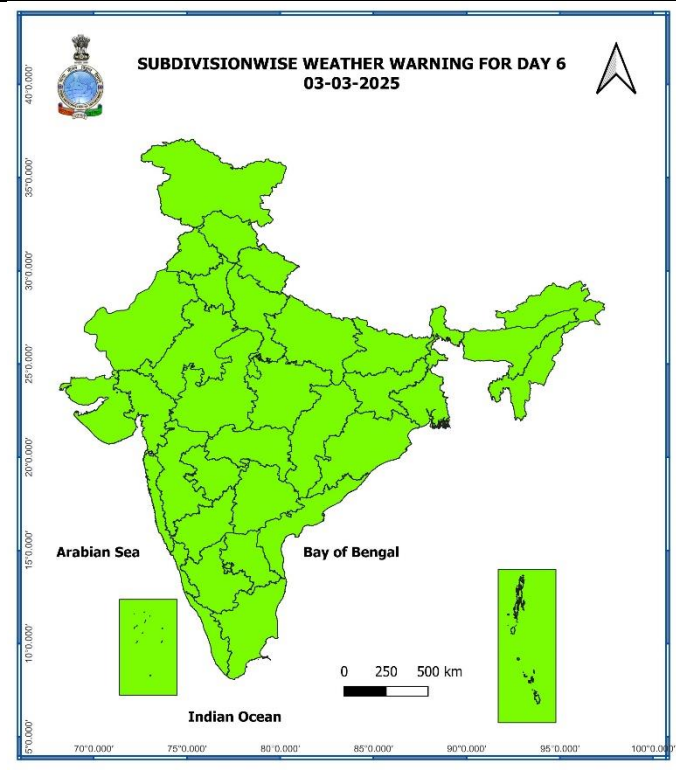 SUBDIVISIONWISE WEATHER WARNING FOR DAY 6
03-03-2025
40°0.000'
35°0.000'
30°0.000'
25°0.000'
20°0.000'
15°0.000'
10°0.000'
5°0.000'
Arabian Sea
Bay of Bengal
0 250 500 km
Indian Ocean
70°0.000' 75°0.000' 80°0.000' 85°0.000' 90°0.000' 95°0.000' 100°0.000'